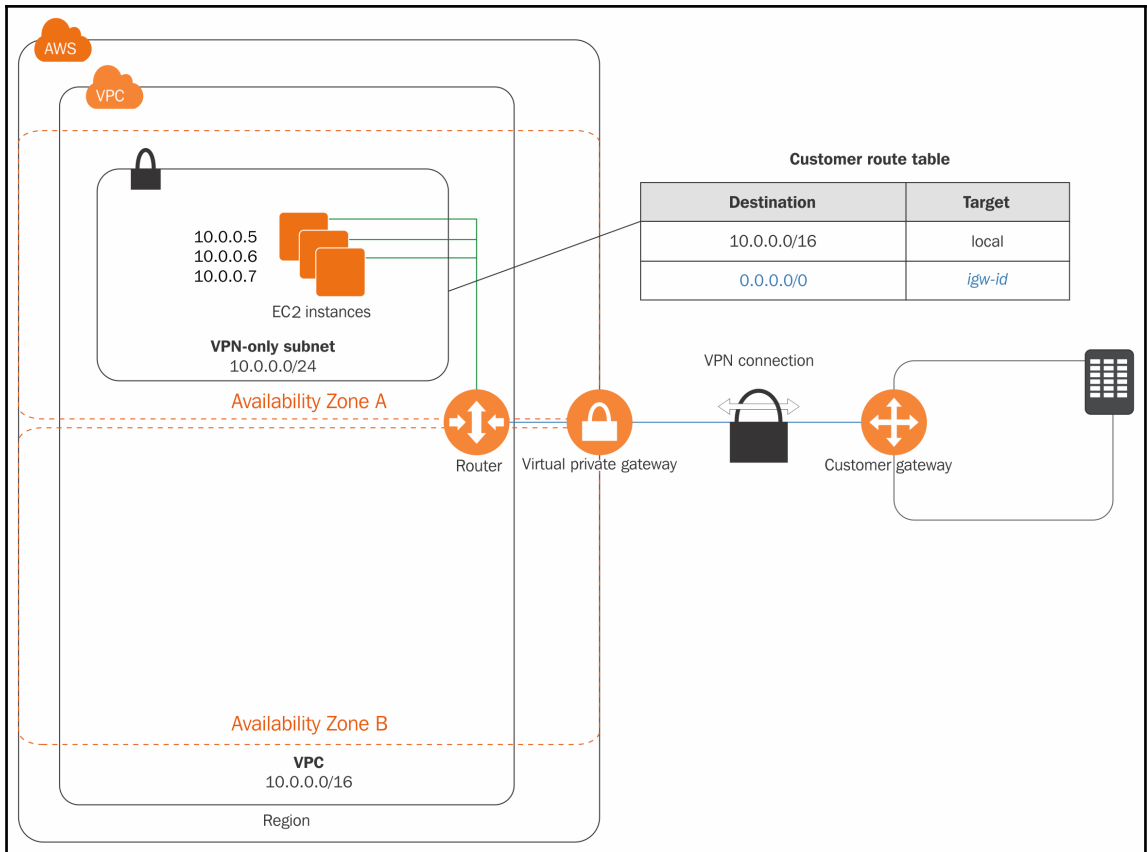 AWS
VPC
10.0.0.5
10.0.0.6
10.0.0.7
EC2 instances
VPN-only subnet
10.0.0.0/24
Availability Zone A
Customer route table
Destination Target
10.0.0.0/16 local
0.0.0.0/0 igw-id
VPN connection
Router
Virtual private gateway
Customer gateway
Availability Zone B
VPC
10.0.0.0/16
Region